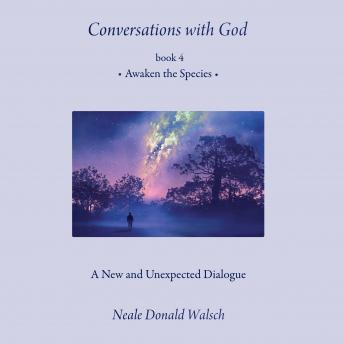 Conversations with God
book 4
• Awaken the Species •
A New and Unexpected Dialogue
Neale Donald Walsch